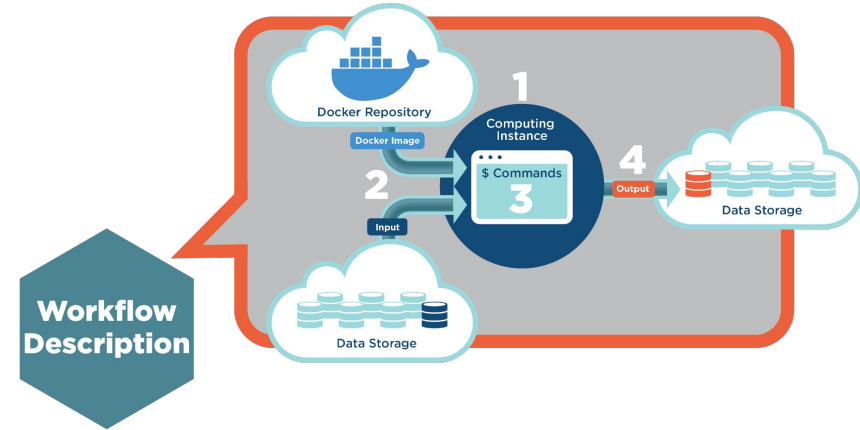 Docker Repository
Docker Image
1
Computing
Instance
$ Commands
3
2
Input
Data Storage
4
Output
Data Storage
Workflow
Description